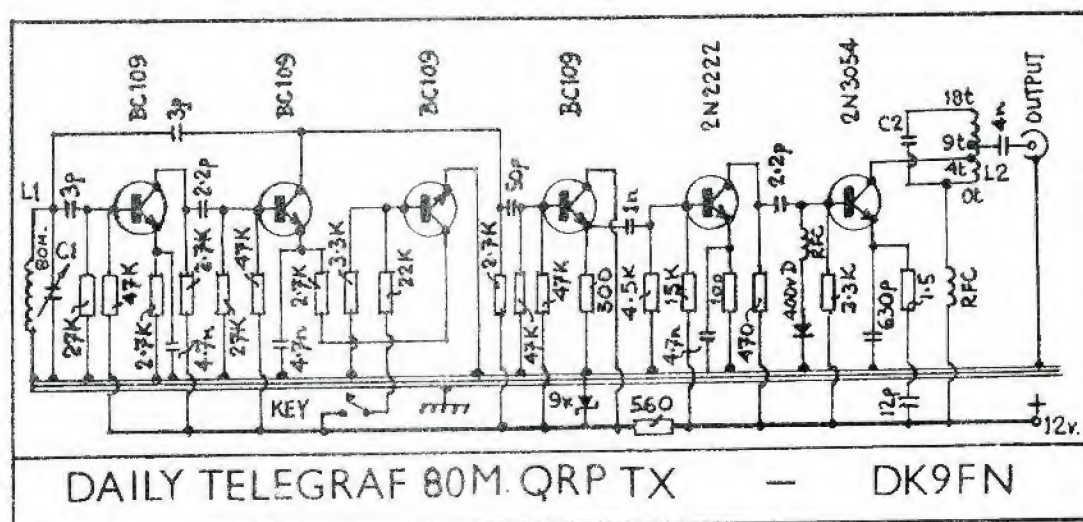 BC109
BC109
BC109
BC109
2N2222
2N3054
3p
L1
3p
2.2p
50p
1n
2.2p
C2
18t
9t
4t
0t
L2
4n
OUTPUT
80M.
C1
27K
47K
2.7K
4.7n
2.7K
27K
47K
4.7n
2.7K
3.3K
22K
2.7K
47K
47K
300
4.5K
15K
4.7n
100
470
RFC
400vD
3.3K
630p
1.5
RFC
KEY
560
12p
+
12v.
DAILY TELEGRAF 80M. QRP TX – DK9FN